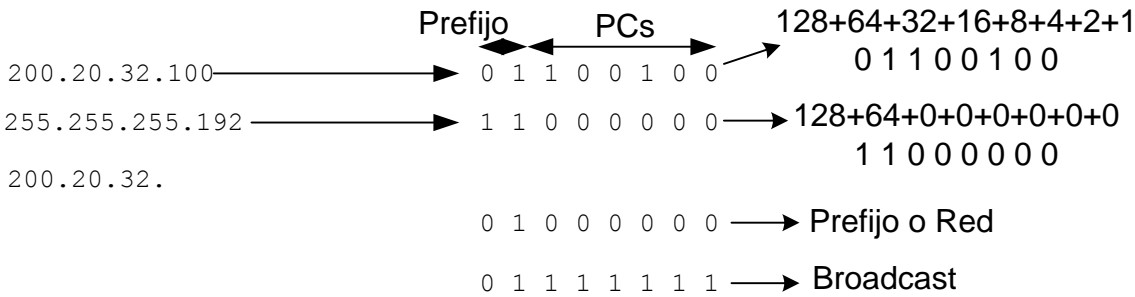 Prefijo PCs 128+64+32+16+8+4+2+1
200.20.32.100 0 1 1 0 0 1 0 0 0 1 1 0 0 1 0 0
255.255.255.192 1 1 0 0 0 0 0 0 128+64+0+0+0+0+0+0
1 1 0 0 0 0 0 0
200.20.32.
0 1 0 0 0 0 0 0 Prefijo o Red
0 1 1 1 1 1 1 1 Broadcast